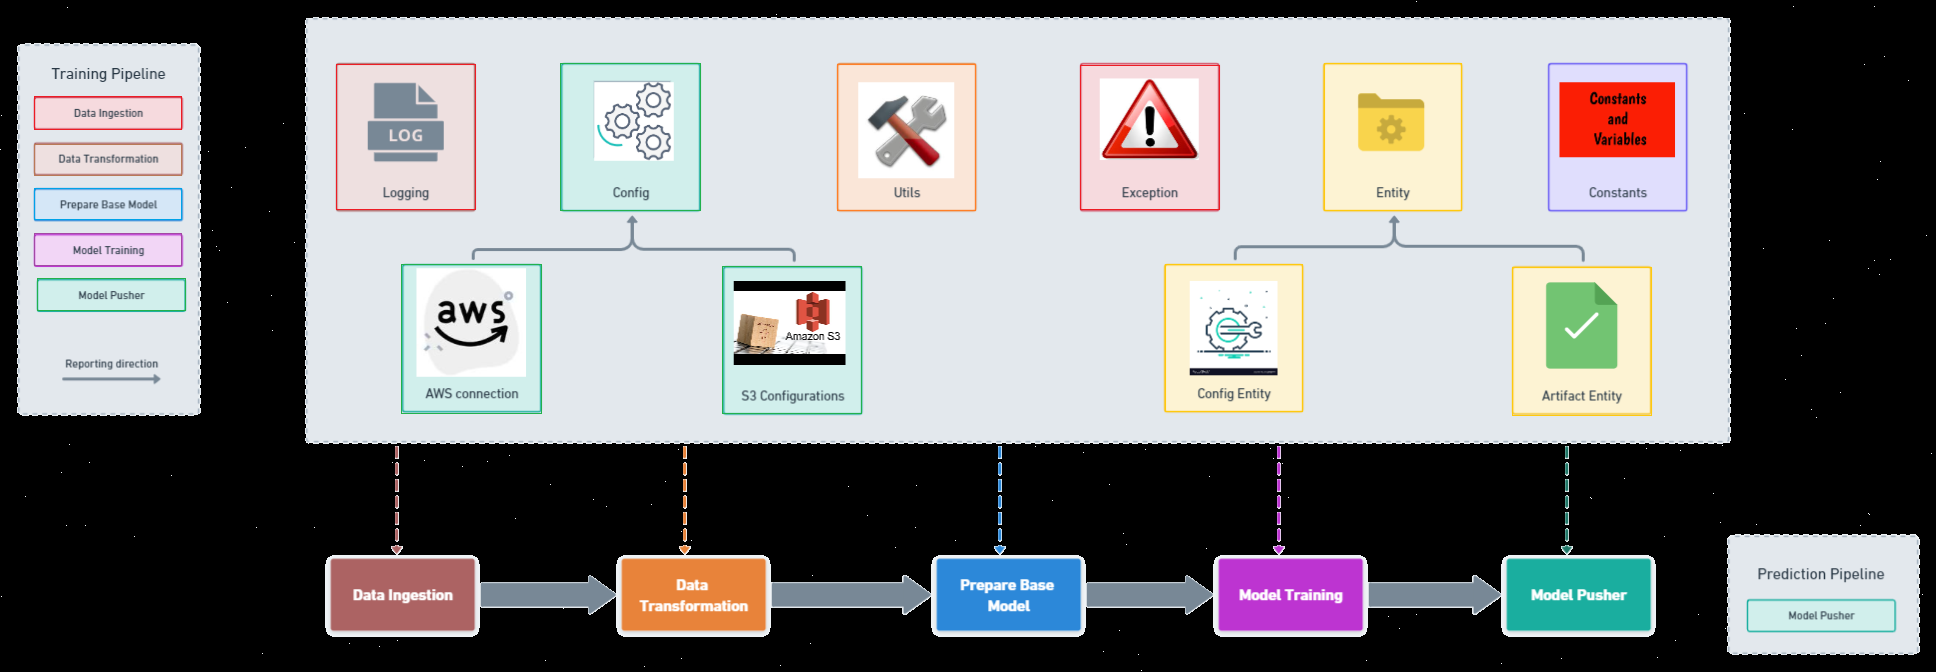 Training Pipeline
Data Ingestion
Data Transformation
Prepare Base Model
Model Training
Model Pusher
Reporting direction
LOG
Logging
Config
Utils
Exception
Entity
Constants
and
Variables
Constants
aws
AWS connection
Amazon S3
S3 Configurations
Config Entity
Artifact Entity
Data Ingestion
Data
Transformation
Prepare Base
Model
Model Training
Model Pusher
Prediction Pipeline
Model Pusher